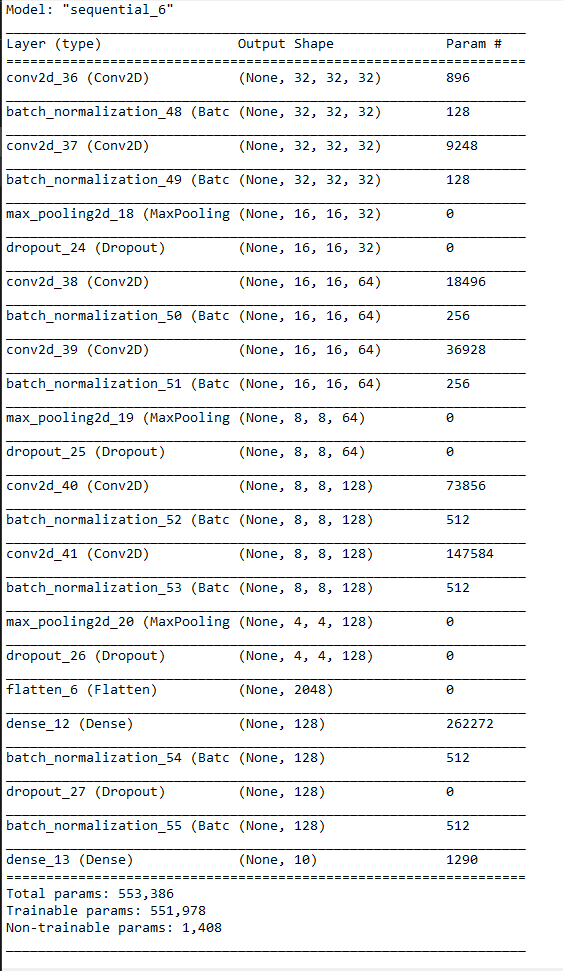 Model: "sequential_6"
Layer (type) Output Shape Param #
conv2d_36 (Conv2D) (None, 32, 32, 32) 896
batch_normalization_48 (Batc (None, 32, 32, 32) 128
conv2d_37 (Conv2D) (None, 32, 32, 32) 9248
batch_normalization_49 (Batc (None, 32, 32, 32) 128
max_pooling2d_18 (MaxPooling (None, 16, 16, 32) 0
dropout_24 (Dropout) (None, 16, 16, 32) 0
conv2d_38 (Conv2D) (None, 16, 16, 64) 18496
batch_normalization_50 (Batc (None, 16, 16, 64) 256
conv2d_39 (Conv2D) (None, 16, 16, 64) 36928
batch_normalization_51 (Batc (None, 16, 16, 64) 256
max_pooling2d_19 (MaxPooling (None, 8, 8, 64) 0
dropout_25 (Dropout) (None, 8, 8, 64) 0
conv2d_40 (Conv2D) (None, 8, 8, 128) 73856
batch_normalization_52 (Batc (None, 8, 8, 128) 512
conv2d_41 (Conv2D) (None, 8, 8, 128) 147584
batch_normalization_53 (Batc (None, 8, 8, 128) 512
max_pooling2d_20 (MaxPooling (None, 4, 4, 128) 0
dropout_26 (Dropout) (None, 4, 4, 128) 0
flatten_6 (Flatten) (None, 2048) 0
dense_12 (Dense) (None, 128) 262272
batch_normalization_54 (Batc (None, 128) 512
dropout_27 (Dropout) (None, 128) 0
batch_normalization_55 (Batc (None, 128) 512
dense_13 (Dense) (None, 10) 1290
Total params: 553,386
Trainable params: 551,978
Non-trainable params: 1,408